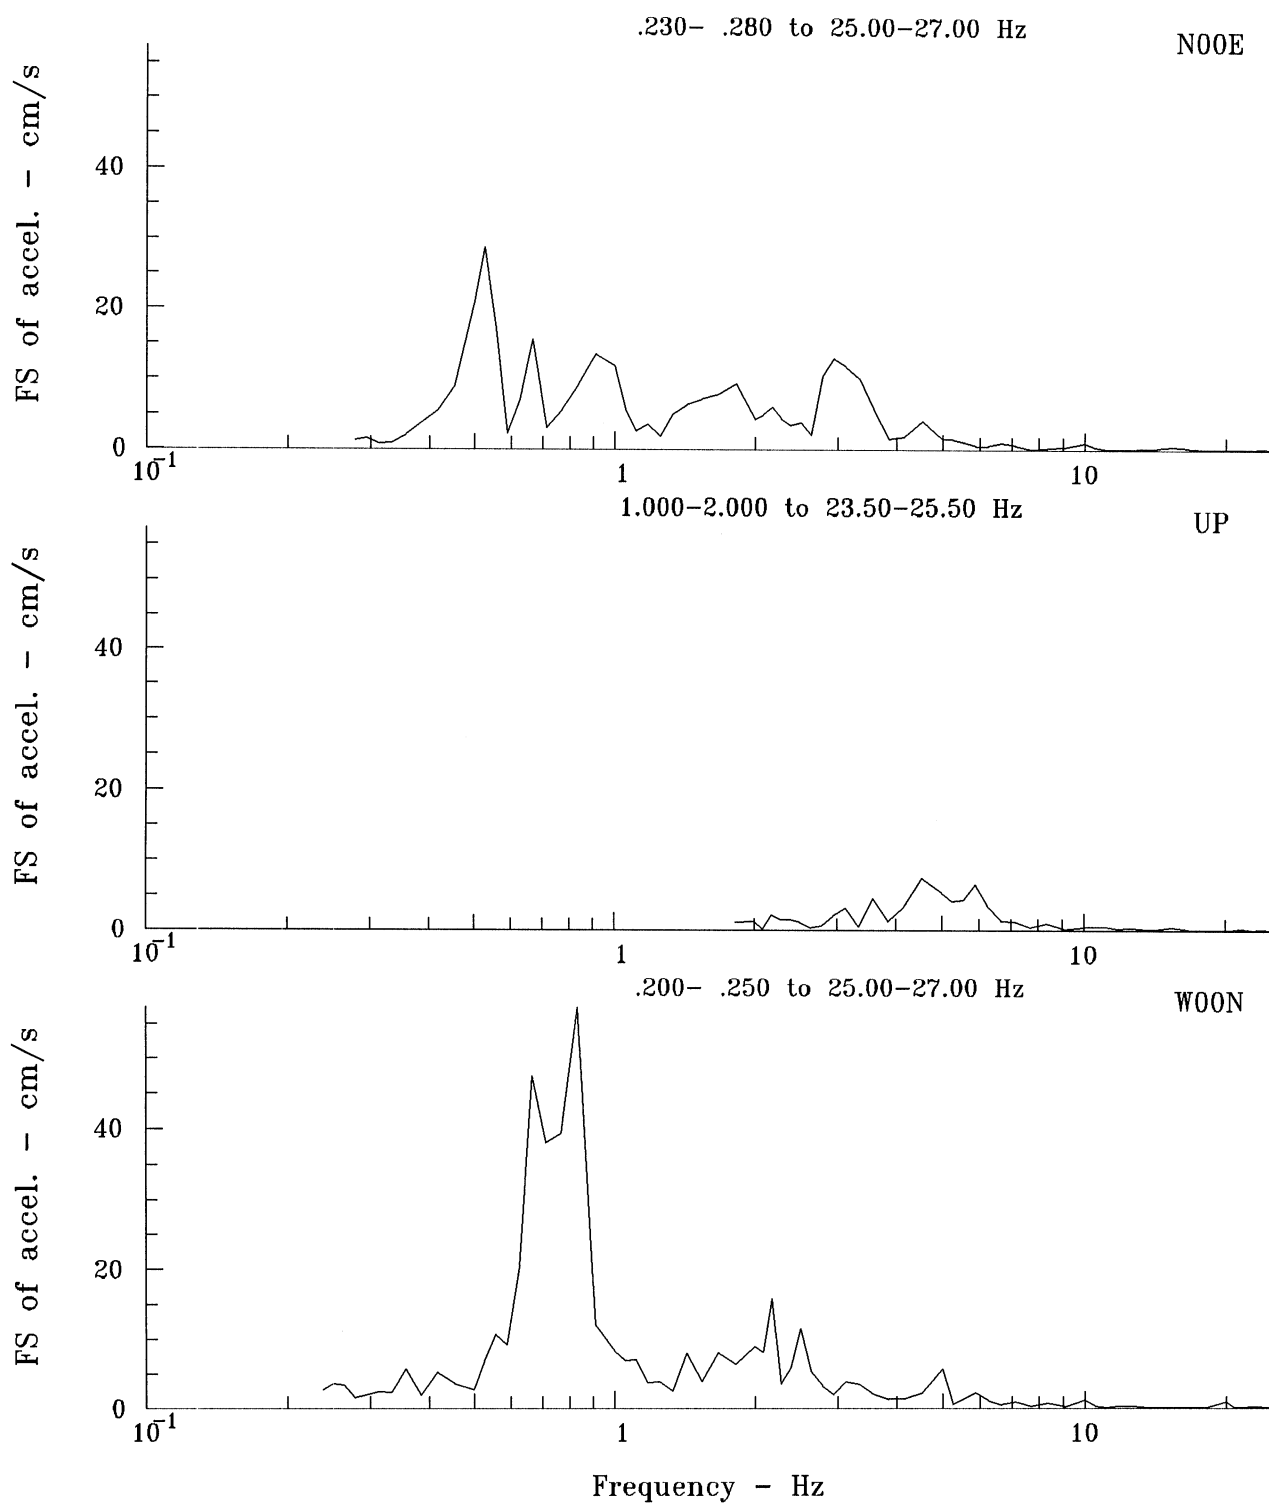 .230– .280 to 25.00–27.00 Hz
N00E
FS of accel. – cm/s
40
20
0
10⁻¹
1
10
1.000–2.000 to 23.50–25.50 Hz
UP
FS of accel. – cm/s
40
20
0
10⁻¹
1
10
.200– .250 to 25.00–27.00 Hz
W00N
FS of accel. – cm/s
40
20
0
10⁻¹
1
10
Frequency – Hz